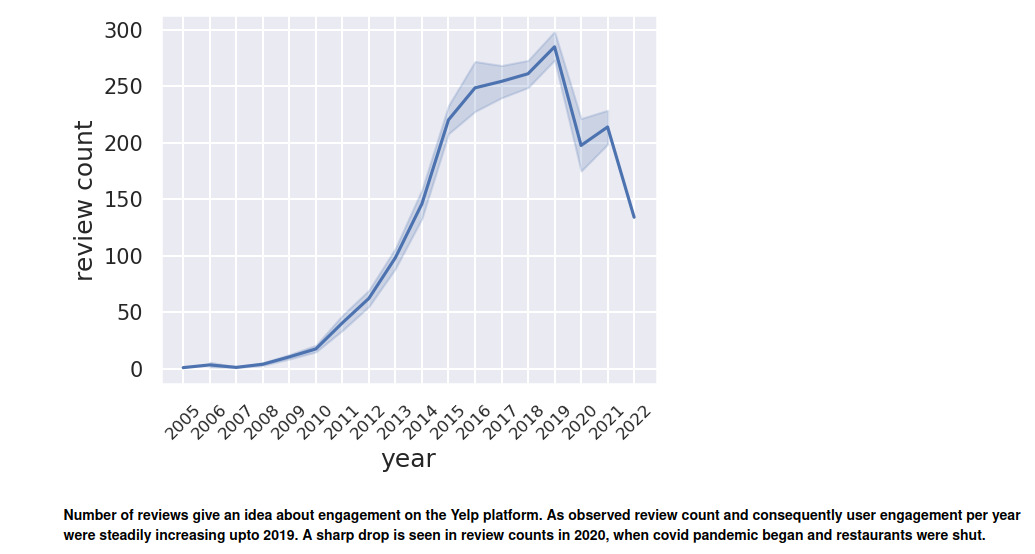 300
250
200
150
100
50
0
review count
2005 2006 2007 2008 2009 2010 2011 2012 2013 2014 2015 2016 2017 2018 2019 2020 2021 2022
year
Number of reviews give an idea about engagement on the Yelp platform. As observed review count and consequently user engagement per year
were steadily increasing upto 2019. A sharp drop is seen in review counts in 2020, when covid pandemic began and restaurants were shut.